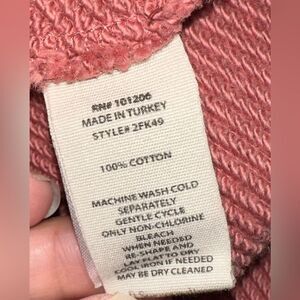 RN# 101206
MADE IN TURKEY
STYLE# 2FK49
100% COTTON
MACHINE WASH COLD
SEPARATELY
GENTLE CYCLE
ONLY NON-CHLORINE
BLEACH
WHEN NEEDED
RE-SHAPE AND
LAY FLAT TO DRY
COOL IRON IF NEEDED
MAY BE DRY CLEANED